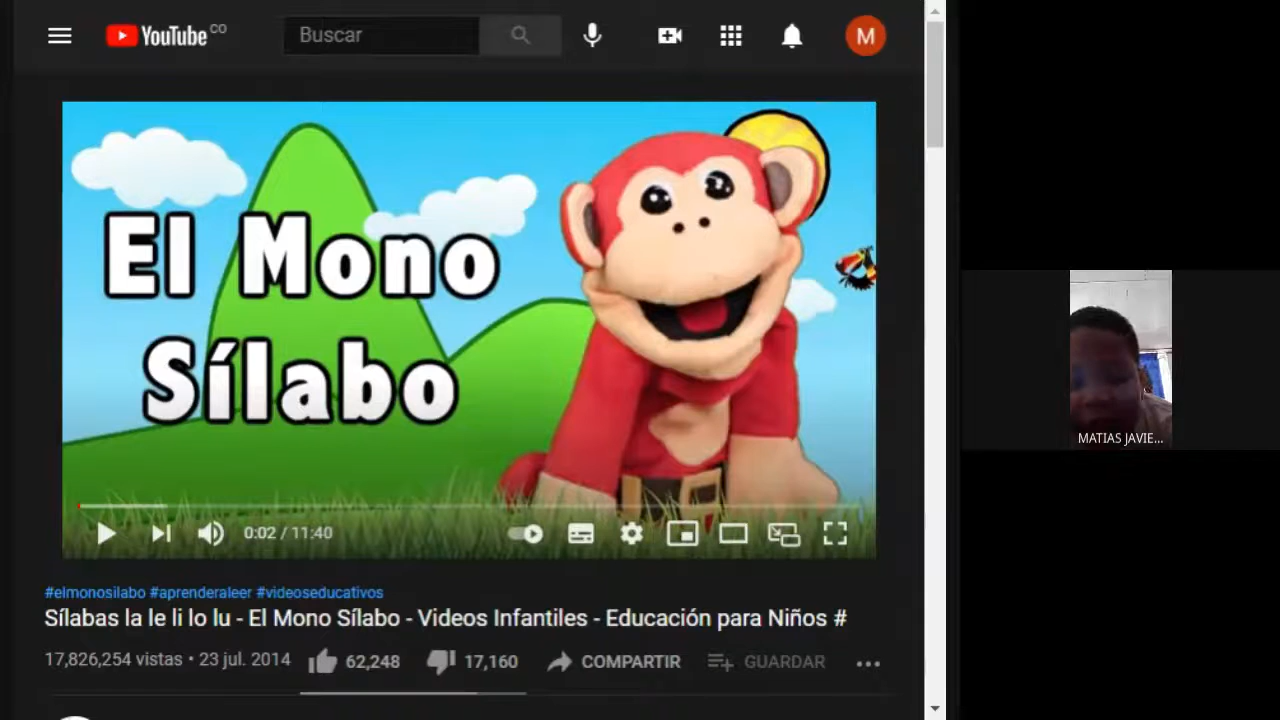 YouTube CO
Buscar
M
El Mono
Sílabo
0:02 / 11:40
#elmonosilabo #aprenderaleer #videoseducativos
Sílabas la le li lo lu - El Mono Sílabo - Videos Infantiles - Educación para Niños #
17,826,254 vistas • 23 jul. 2014 62,248 17,160 COMPARTIR GUARDAR
MATIAS JAVIE...